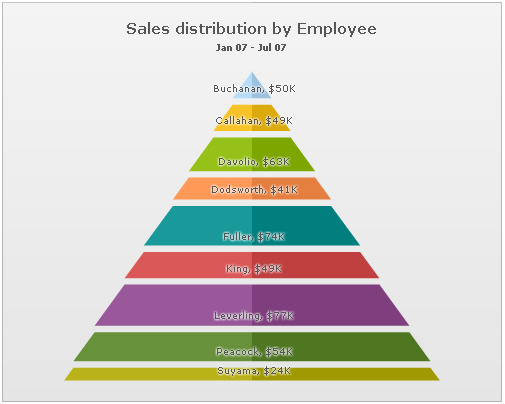 Sales distribution by Employee
Jan 07 - Jul 07
Buchanan, $50K
Callahan, $49K
Davolio, $63K
Dodsworth, $41K
Fuller, $74K
King, $49K
Leverling, $77K
Peacock, $54K
Suyama, $24K